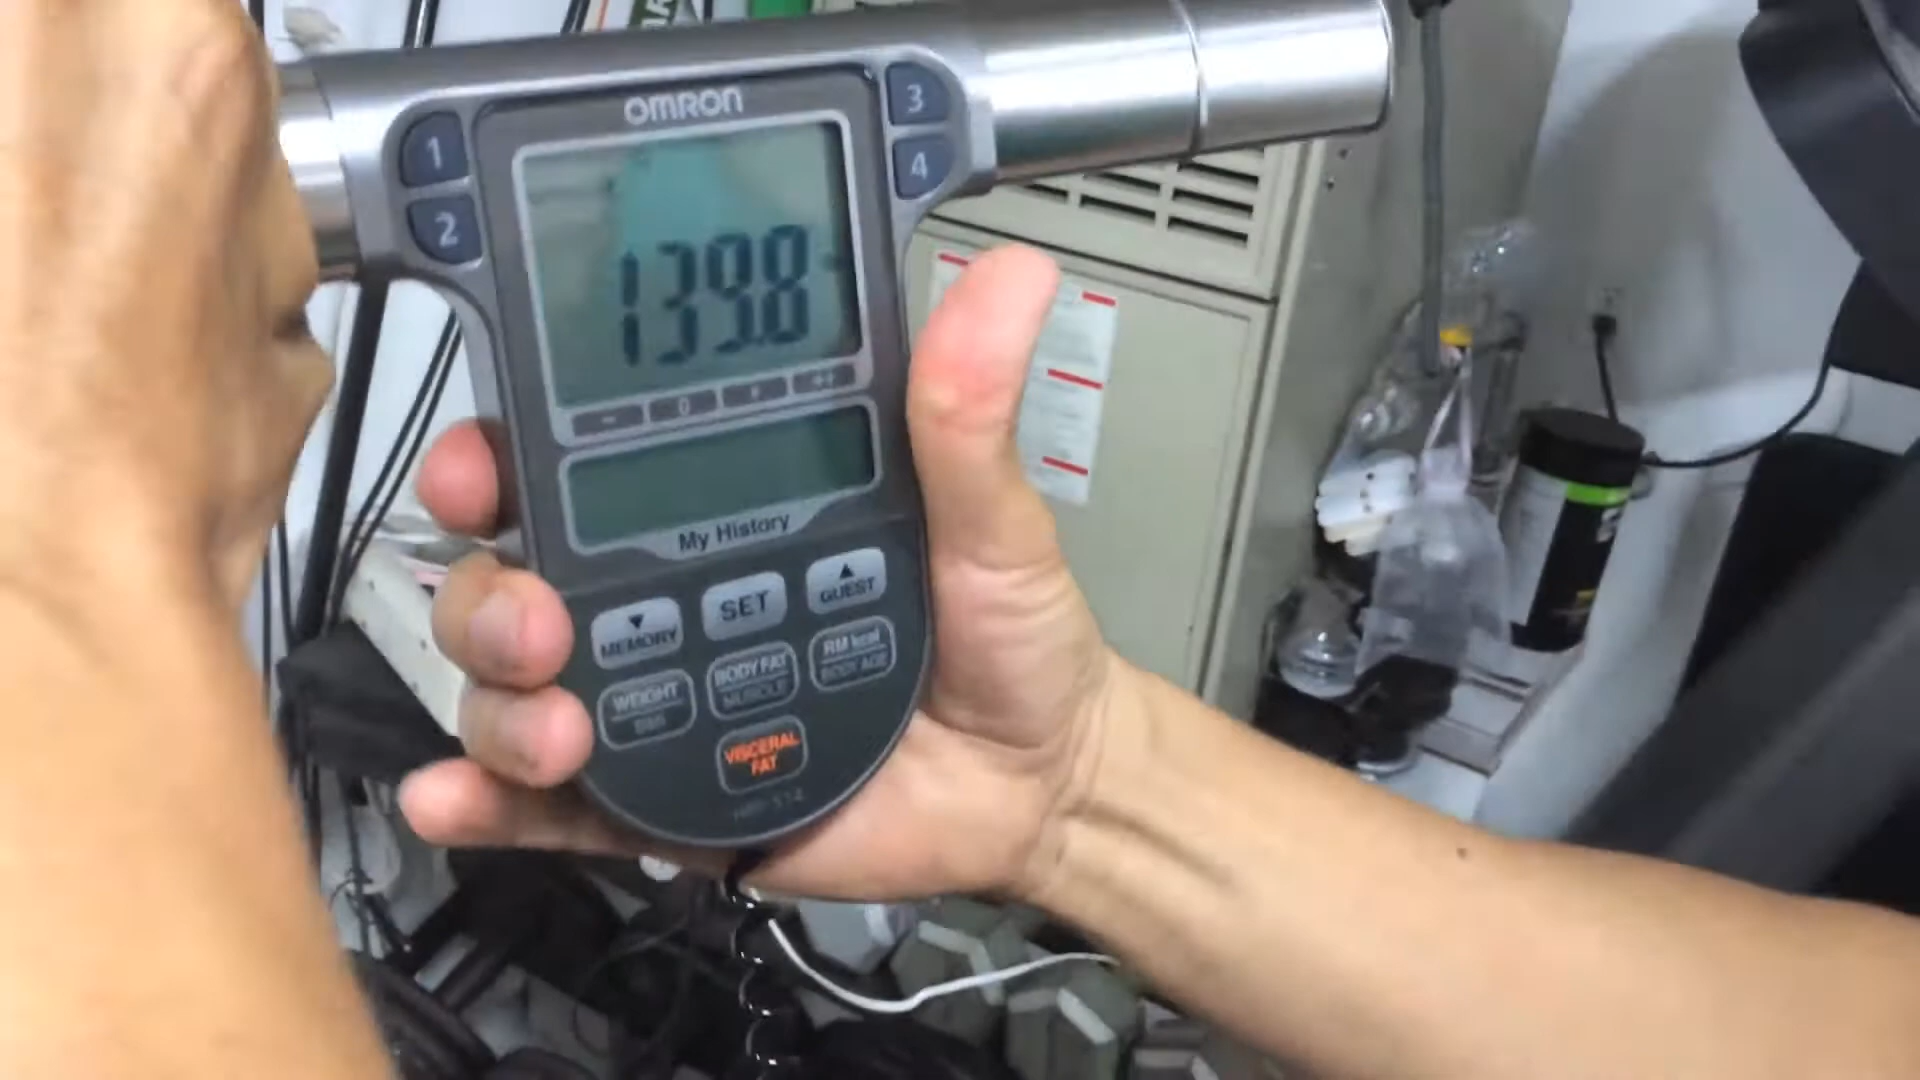 OMRON
1
2
3
4
139.8
- 0 + ++
My History
▼ MEMORY
SET
▲ GUEST
WEIGHT
BMI
BODY FAT
MUSCLE
RM kcal
BODY AGE
VISCERAL
FAT